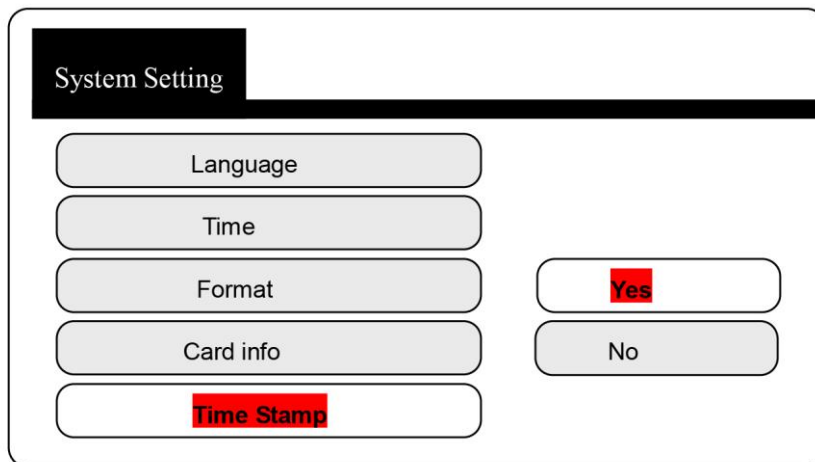 System Setting
Language
Time
Format
Yes
Card info
No
Time Stamp